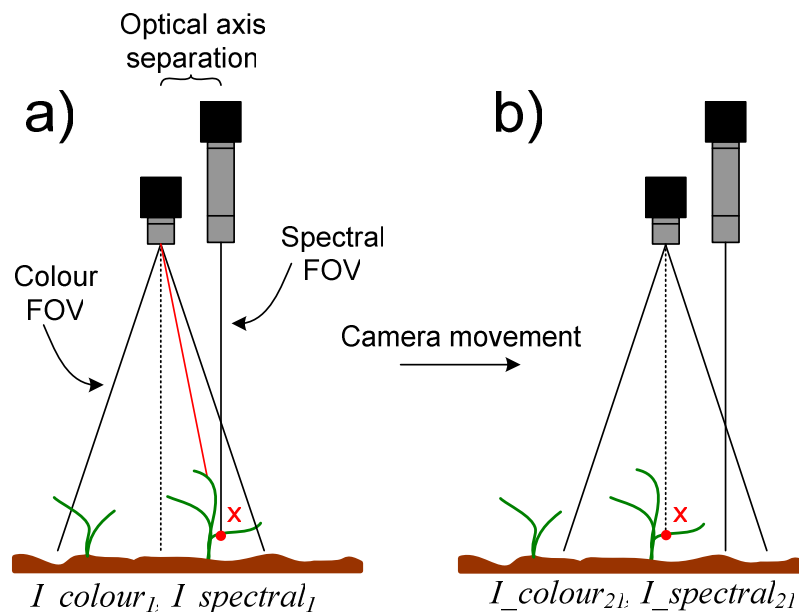 Optical axis
separation
a)
b)
Spectral
FOV
Colour
FOV
Camera movement
x
x
I_colour1, I_spectral1
I_colour21, I_spectral21